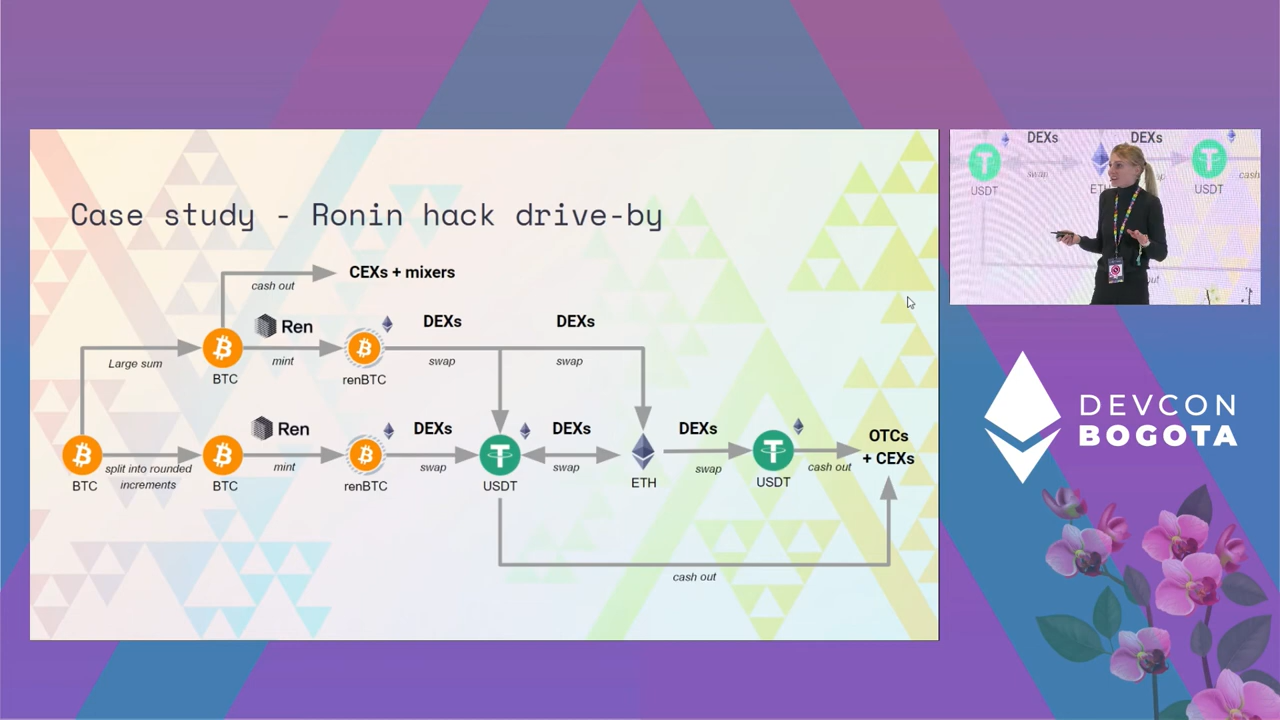 Case study - Ronin hack drive-by
CEXs + mixers
cash out
Ren
DEXs
DEXs
Large sum
mint
swap
swap
BTC
renBTC
Ren
DEXs
DEXs
DEXs
OTCs
+ CEXs
split into rounded
increments
mint
swap
swap
swap
cash out
BTC
BTC
renBTC
USDT
ETH
USDT
cash out
DEXs
DEXs
swap
USDT
USDT
DEVCON
BOGOTA